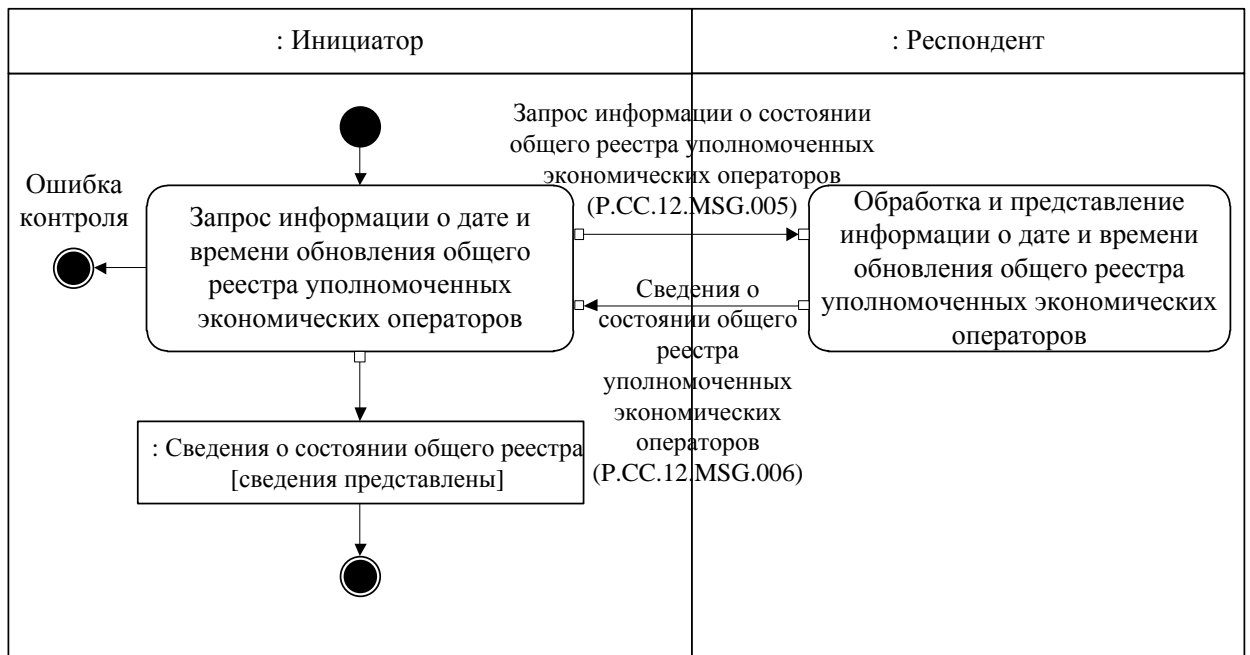 : Инициатор
: Респондент
Запрос информации о состоянии
общего реестра уполномоченных
экономических операторов
(P.CC.12.MSG.005)
Ошибка
контроля
Запрос информации о дате и
времени обновления общего
реестра уполномоченных
экономических операторов
Обработка и представление
информации о дате и времени
обновления общего реестра
уполномоченных экономических
операторов
Сведения о
состоянии общего
реестра
уполномоченных
экономических
операторов
(P.CC.12.MSG.006)
: Сведения о состоянии общего реестра
[сведения представлены]